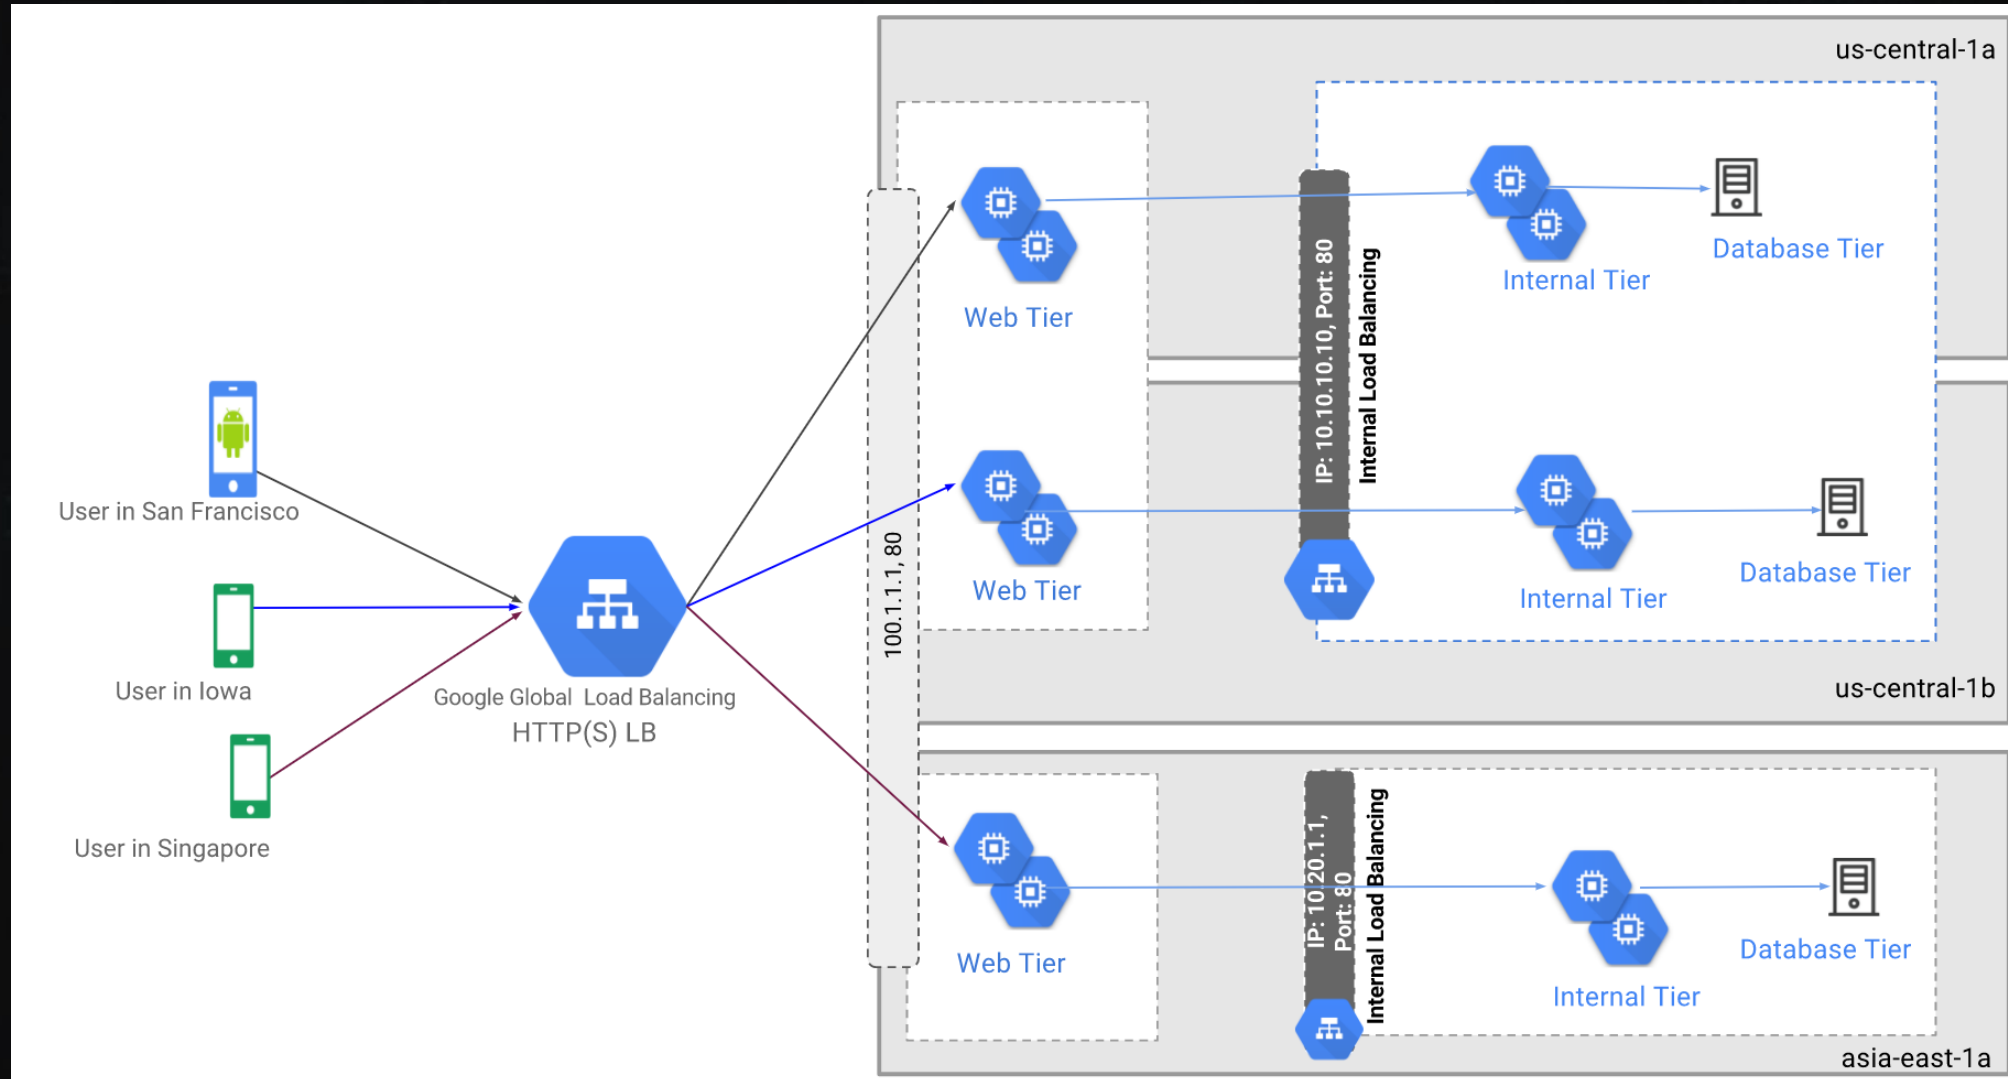 us-central-1a
Web Tier
IP: 10.10.10.10, Port: 80
Internal Load Balancing
Internal Tier
Database Tier
User in San Francisco
User in Iowa
User in Singapore
Google Global Load Balancing
HTTP(S) LB
100.1.1.1, 80
Web Tier
Internal Tier
Database Tier
us-central-1b
Web Tier
IP: 10.20.1.1,
Port: 80
Internal Load Balancing
Internal Tier
Database Tier
asia-east-1a